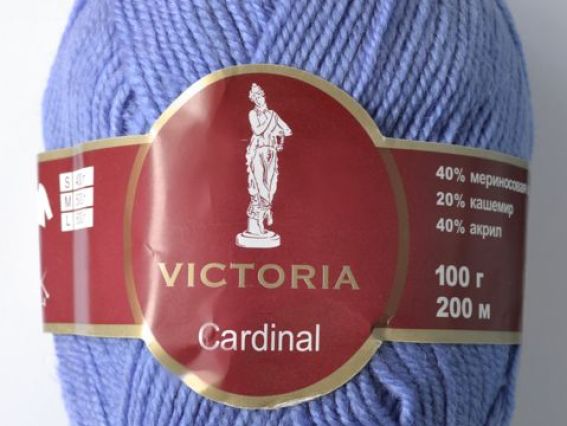 S
M
L
VICTORIA
Cardinal
40% мериносовая
20% кашемир
40% акрил
100 г
200 м